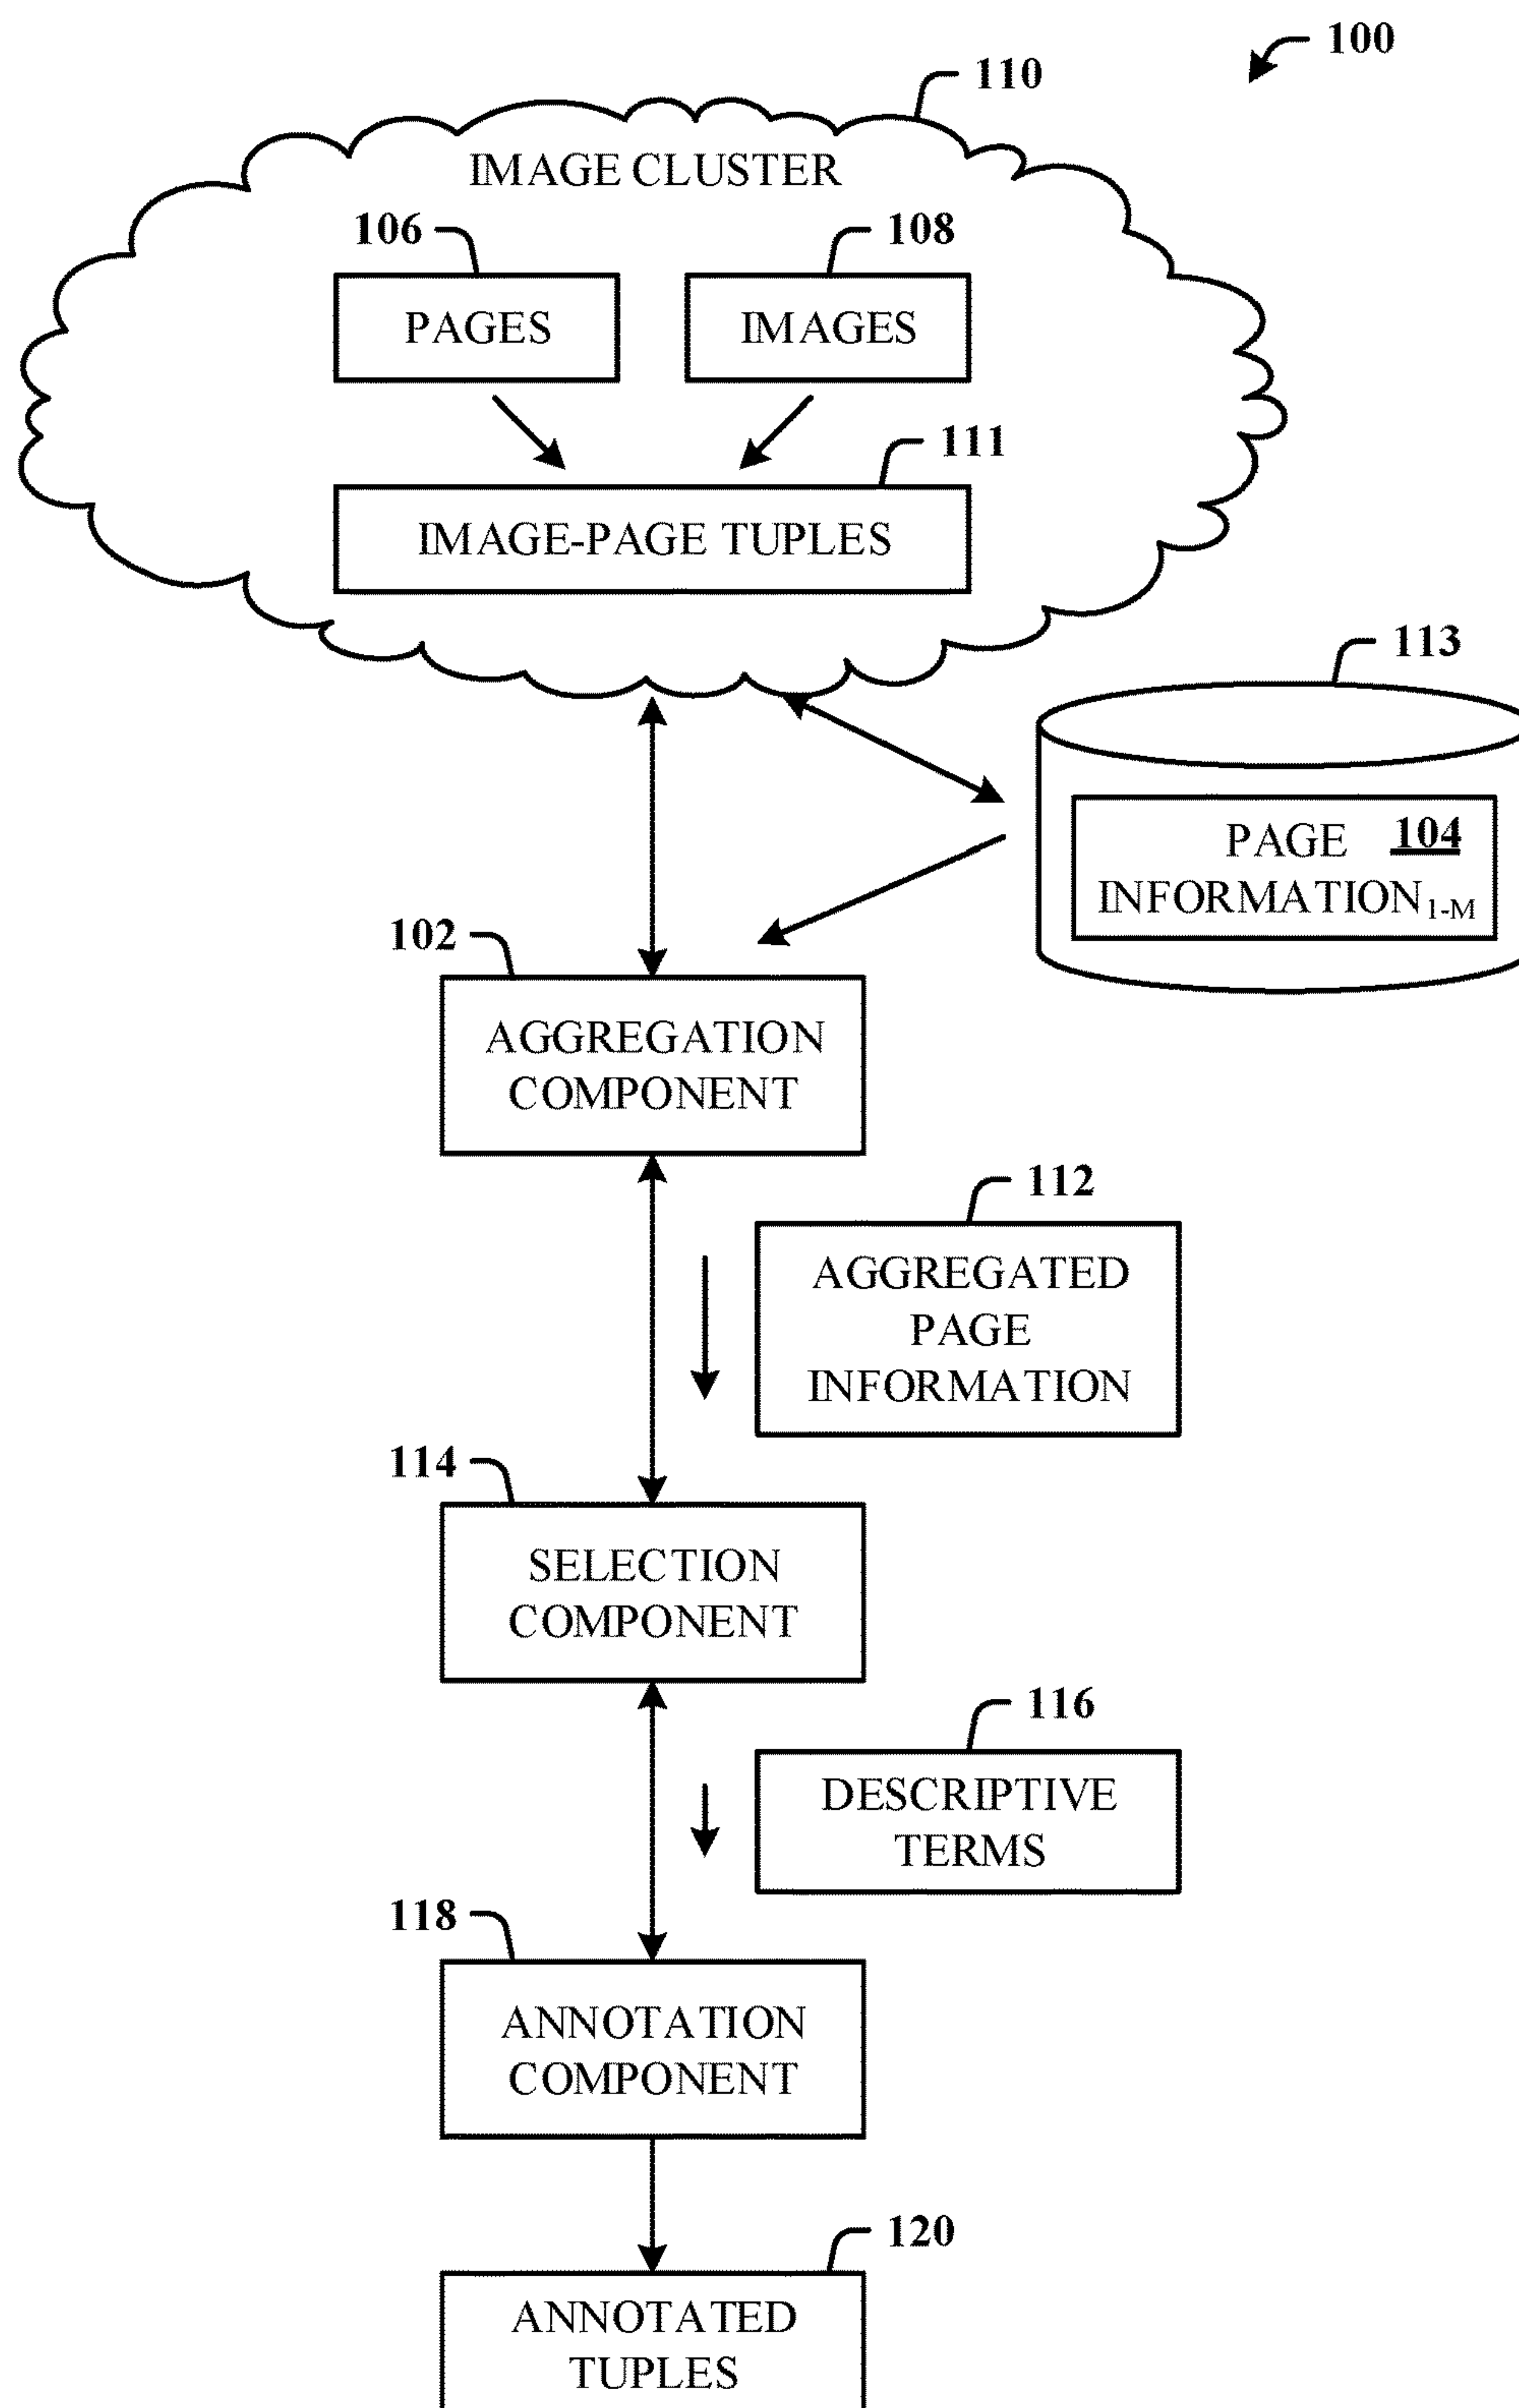 100
110
IMAGE CLUSTER
106
108
PAGES
IMAGES
111
IMAGE-PAGE TUPLES
113
PAGE 104
INFORMATION1-M
102
AGGREGATION
COMPONENT
112
AGGREGATED
PAGE
INFORMATION
114
SELECTION
COMPONENT
116
DESCRIPTIVE
TERMS
118
ANNOTATION
COMPONENT
120
ANNOTATED
TUPLES